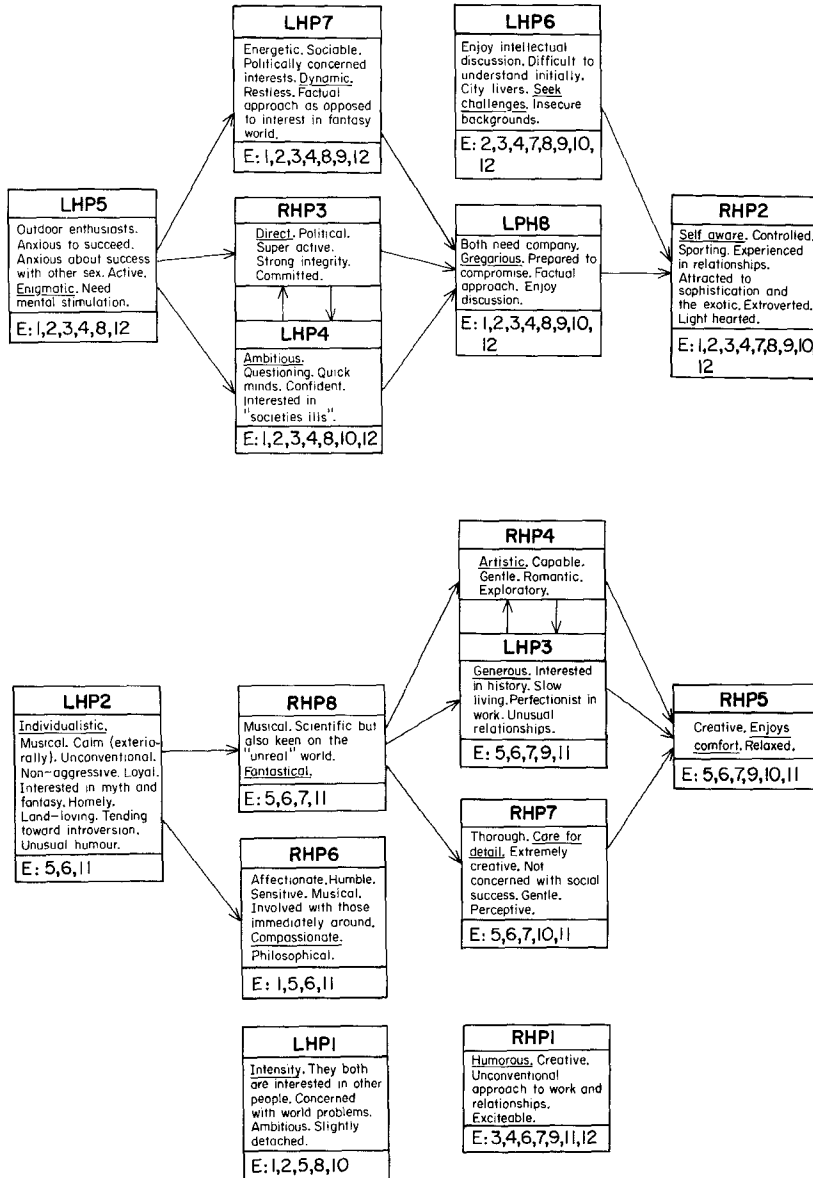 LHP7
Energetic. Sociable.
Politically concerned
interests. Dynamic.
Restless. Factual
approach as opposed
to interest in fantasy
world.
E: 1,2,3,4,8,9,12
LHP6
Enjoy intellectual
discussion. Difficult to
understand initially.
City livers. Seek
challenges. Insecure
backgrounds.
E: 2,3,4,7,8,9,10,
12
LHP5
Outdoor enthusiasts.
Anxious to succeed.
Anxious about success
with other sex. Active.
Enigmatic. Need
mental stimulation.
E: 1,2,3,4,8,12
RHP3
Direct. Political.
Super active.
Strong integrity.
Committed.
LHP4
Ambitious.
Questioning. Quick
minds. Confident.
Interested in
"societies ills".
E: 1,2,3,4,8,10,12
LPH8
Both need company.
Gregarious. Prepared to
compromise. Factual
approach. Enjoy
discussion.
E: 1,2,3,4,8,9,10,
12
RHP2
Self aware. Controlled.
Sporting. Experienced
in relationships.
Attracted to
sophistication and
the exotic. Extroverted.
Light hearted.
E: 1,2,3,4,7,8,9,10,
12
LHP2
Individualistic.
Musical. Calm (exterio-
rally). Unconventional.
Non-aggressive. Loyal.
Interested in myth and
fantasy. Homely.
Land-loving. Tending
toward introversion.
Unusual humour.
E: 5,6,11
RHP8
Musical. Scientific but
also keen on the
"unreal" world.
Fantastical.
E: 5,6,7,11
RHP6
Affectionate. Humble.
Sensitive. Musical.
Involved with those
immediately around.
Compassionate.
Philosophical.
E: 1,5,6,11
RHP4
Artistic. Capable.
Gentle. Romantic.
Exploratory.
LHP3
Generous. Interested
in history. Slow
living. Perfectionist in
work. Unusual
relationships.
E: 5,6,7,9,11
RHP7
Thorough. Care for
detail. Extremely
creative. Not
concerned with social
success. Gentle.
Perceptive.
E: 5,6,7,10,11
RHP5
Creative. Enjoys
comfort. Relaxed.
E: 5,6,7,9,10,11
LHP1
Intensity. They both
are interested in other
people. Concerned
with world problems.
Ambitious. Slightly
detached.
E: 1,2,5,8,10
RHP1
Humorous. Creative.
Unconventional
approach to work and
relationships.
Exciteable.
E: 3,4,6,7,9,11,12